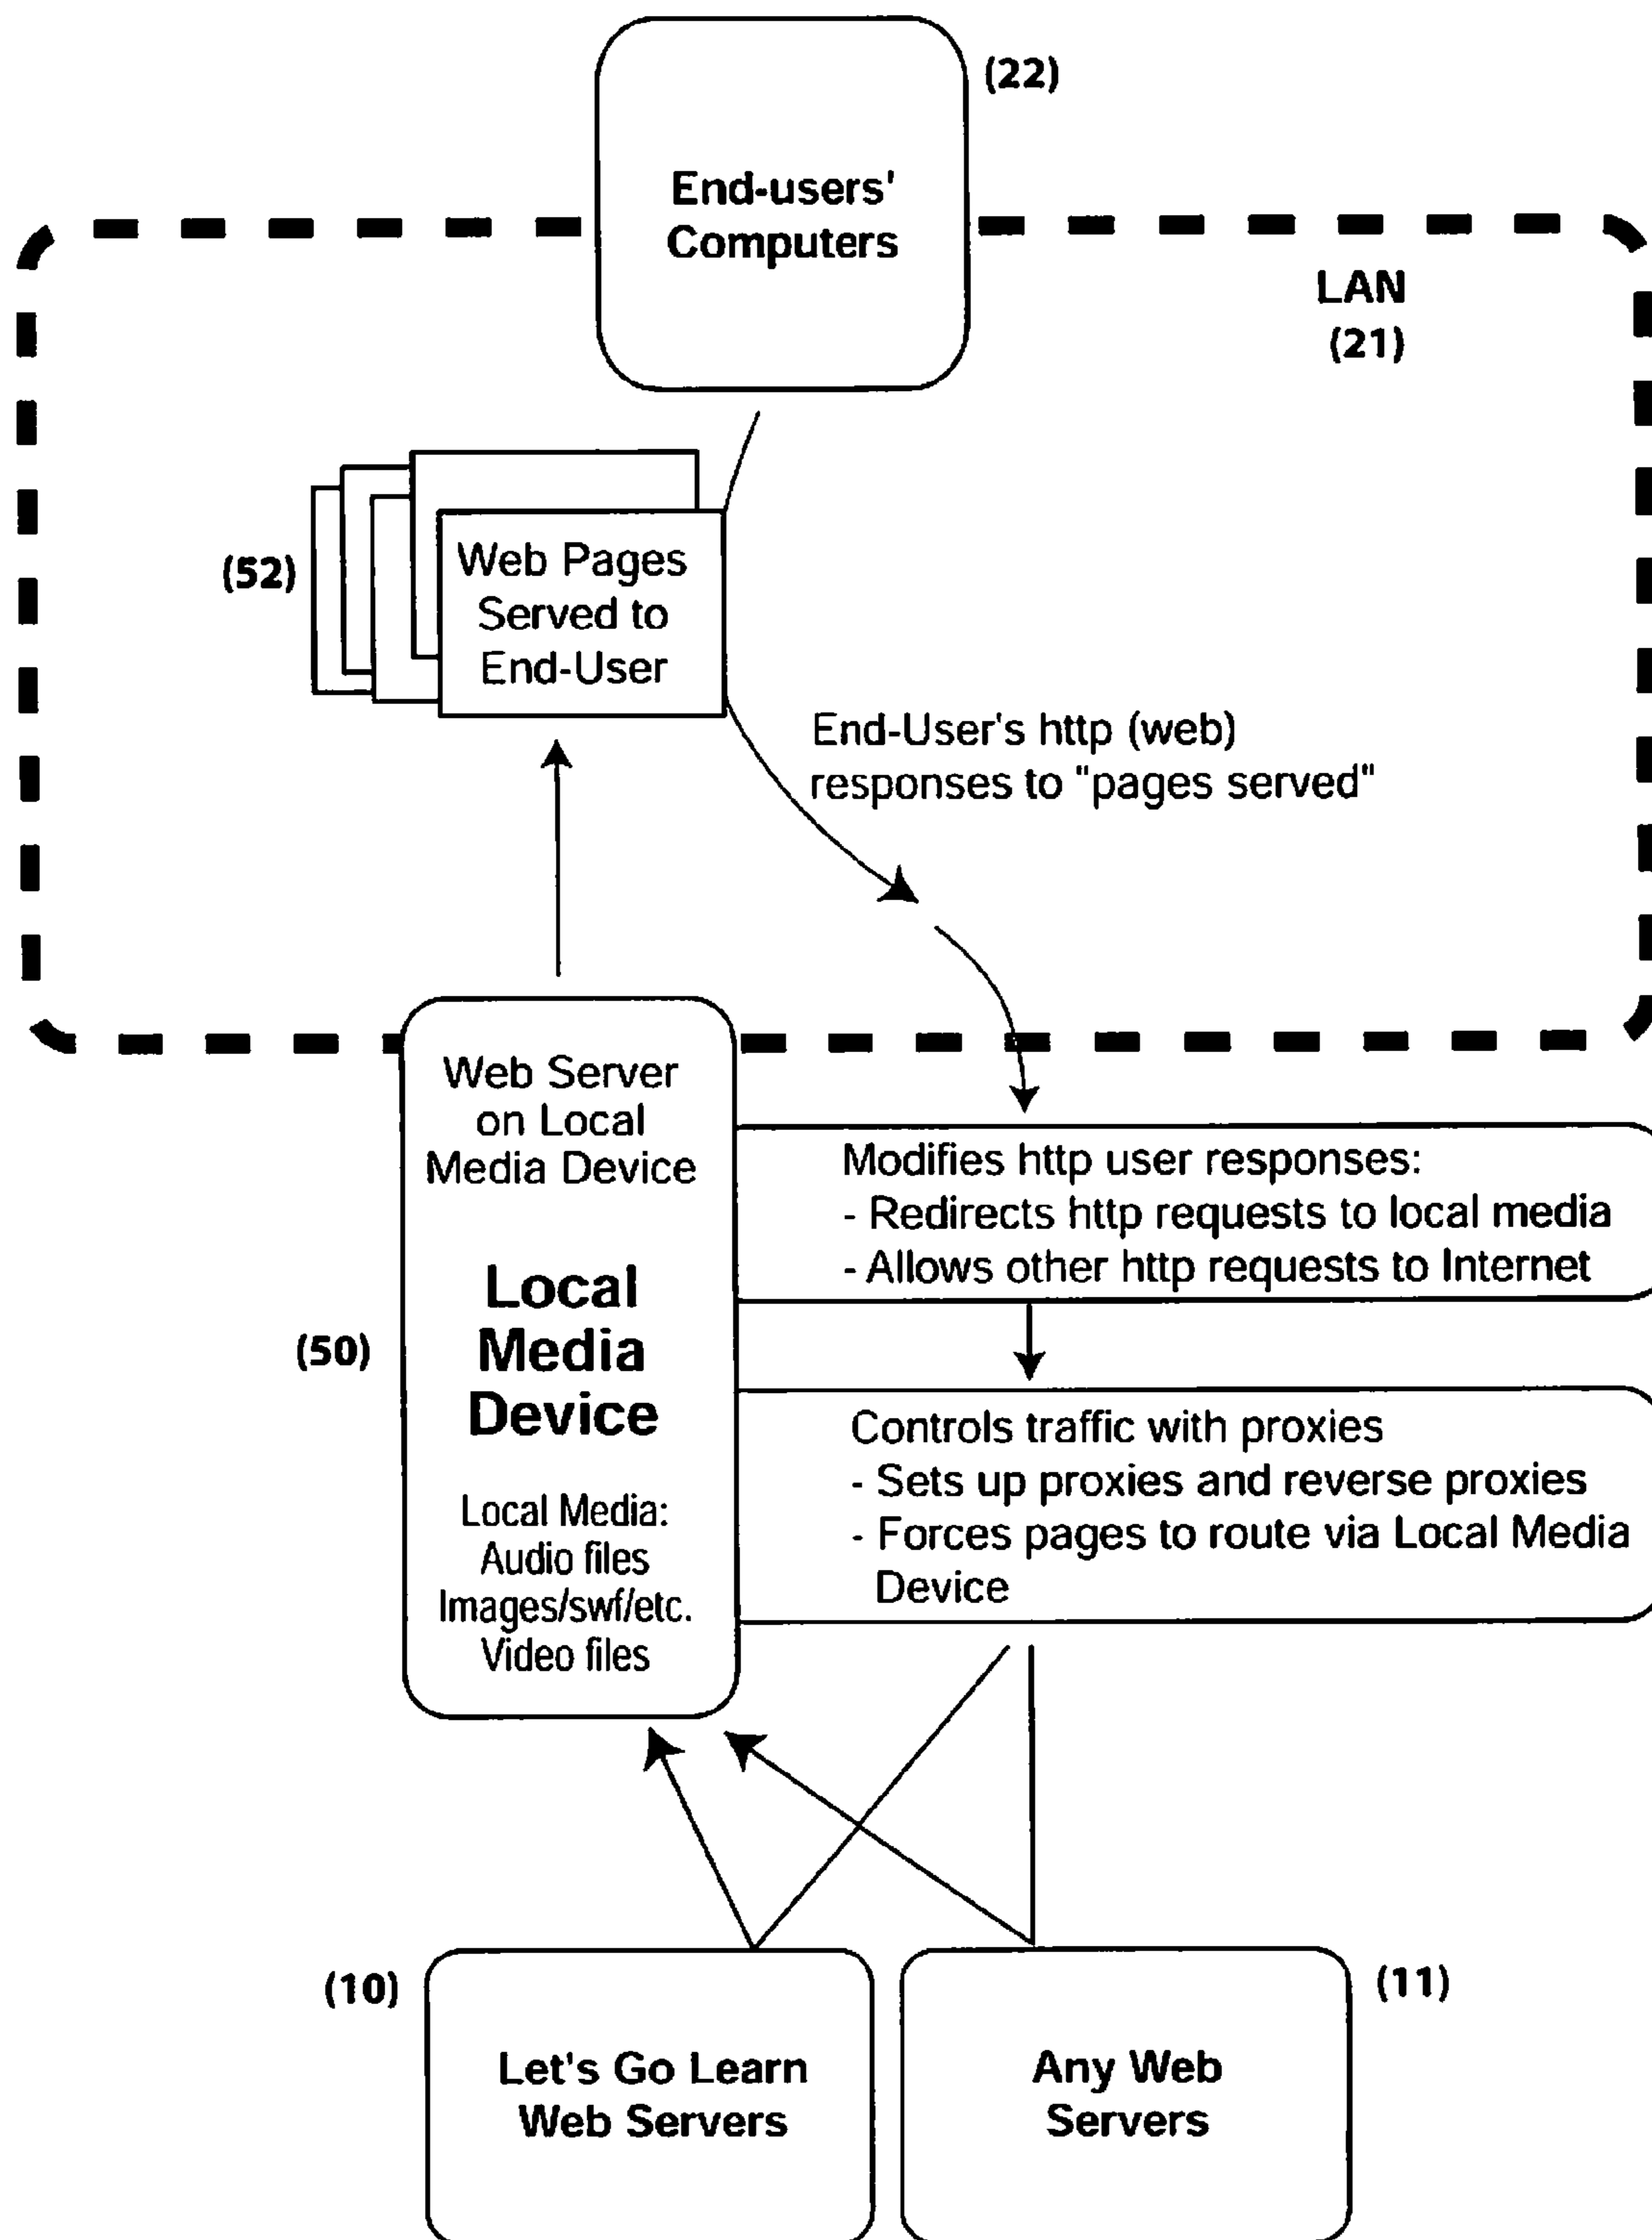 (22)
End-users'
Computers
LAN
(21)
(52)
Web Pages
Served to
End-User
End-User's http (web)
responses to "pages served"
Web Server
on Local
Media Device
Local
Media
Device
(50)
Local Media:
Audio files
Images/swf/etc.
Video files
Modifies http user responses:
- Redirects http requests to local media
- Allows other http requests to Internet
Controls traffic with proxies
- Sets up proxies and reverse proxies
- Forces pages to route via Local Media
Device
(10)
Let's Go Learn
Web Servers
(11)
Any Web
Servers